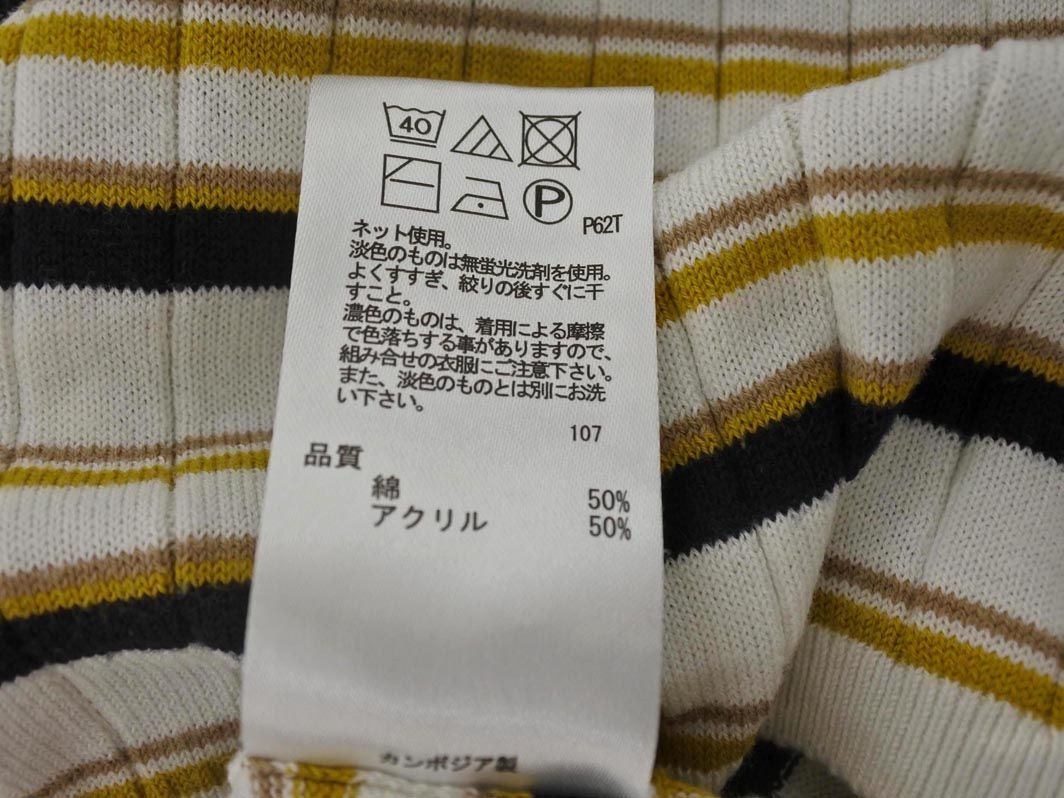 40
P
P62T
ネット使用。
淡色のものは無蛍光洗剤を使用。
よくすすぎ、絞りの後すぐに干
すこと。
濃色のものは、着用による摩擦
で色落ちする事がありますので、
組み合せの衣服にご注意下さい。
また、淡色のものとは別にお洗
い下さい。
107
品質
綿 50%
アクリル 50%
カンボジア製